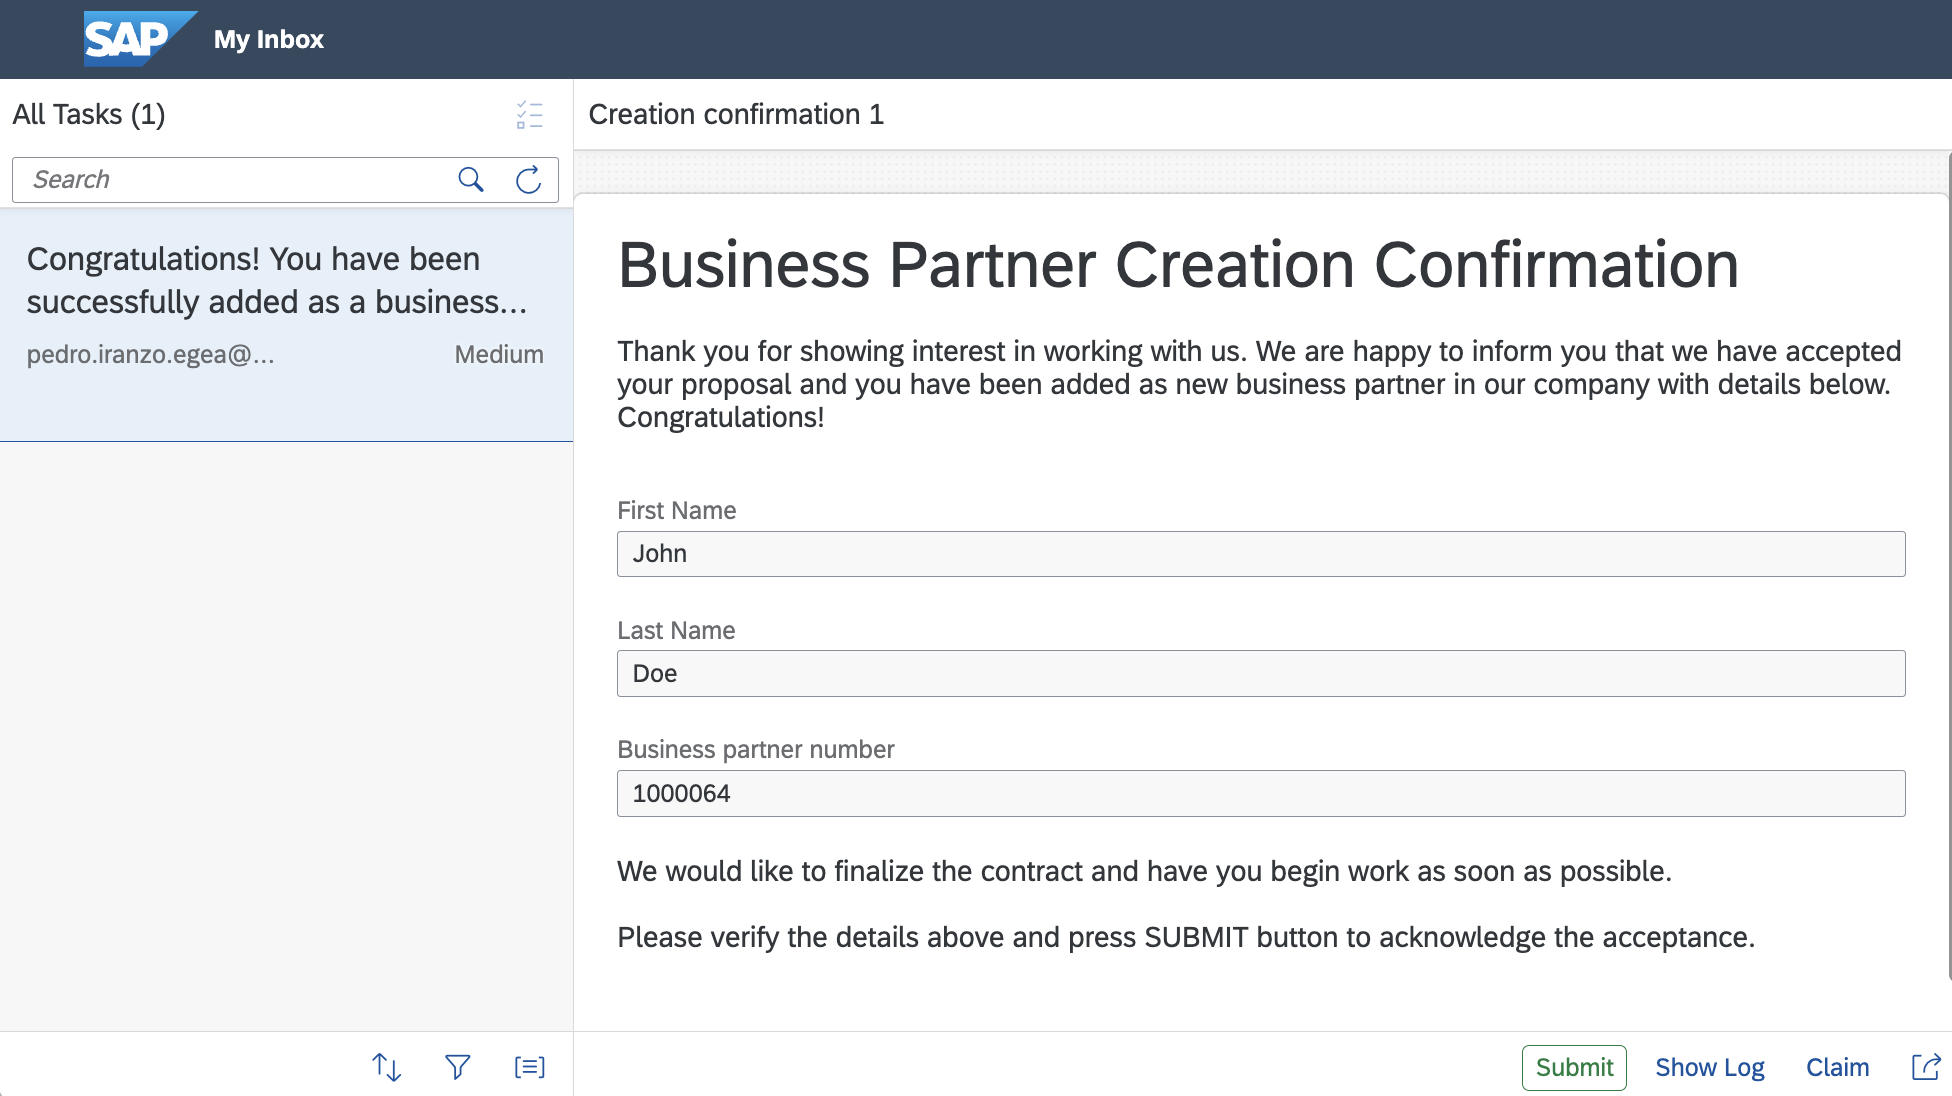 SAP My Inbox
All Tasks (1)
Search
Congratulations! You have been
successfully added as a business...
pedro.iranzo.egea@... Medium
Creation confirmation 1
Business Partner Creation Confirmation
Thank you for showing interest in working with us. We are happy to inform you that we have accepted
your proposal and you have been added as new business partner in our company with details below.
Congratulations!
First Name
John
Last Name
Doe
Business partner number
1000064
We would like to finalize the contract and have you begin work as soon as possible.
Please verify the details above and press SUBMIT button to acknowledge the acceptance.
Submit Show Log Claim